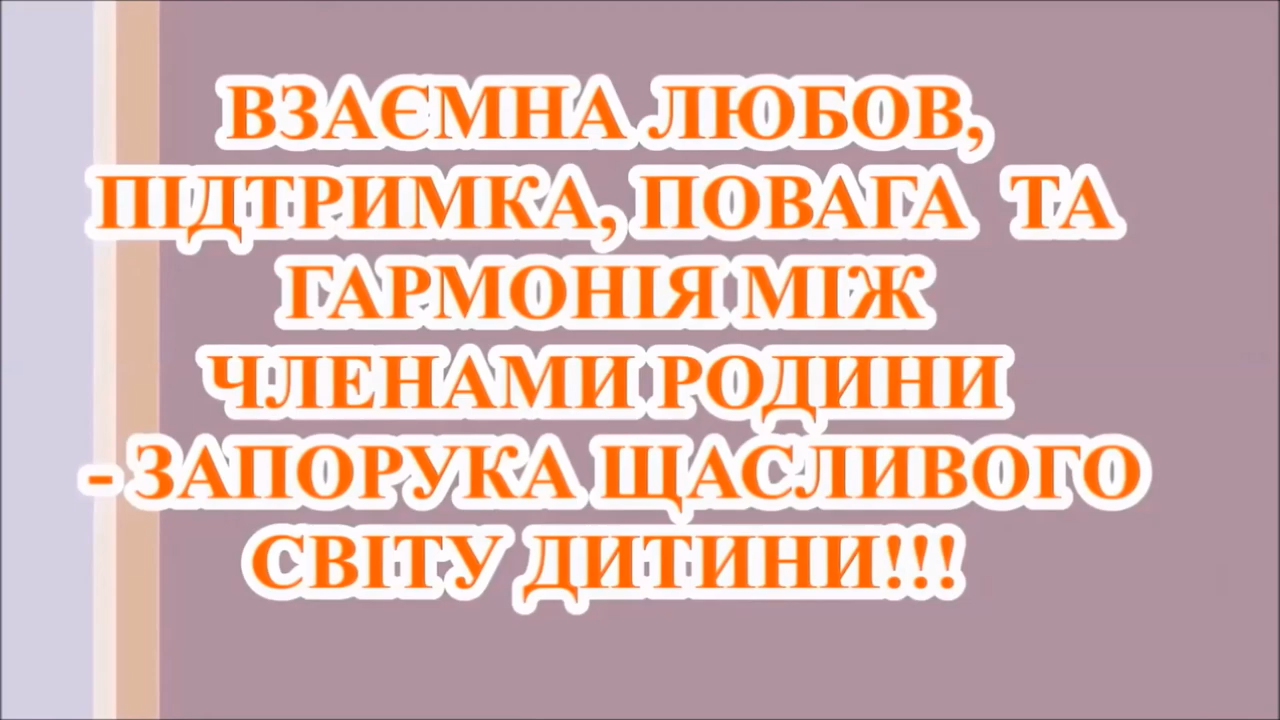 ВЗАЄМНА ЛЮБОВ,
ПІДТРИМКА, ПОВАГА ТА
ГАРМОНІЯ МІЖ
ЧЛЕНАМИ РОДИНИ
- ЗАПОРУКА ЩАСЛИВОГО
СВІТУ ДИТИНИ!!!